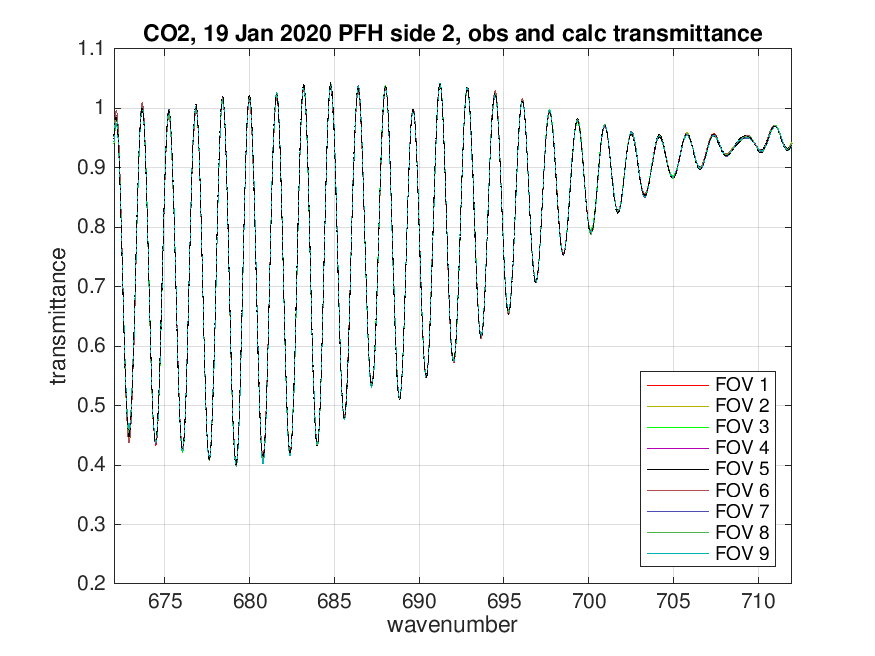 CO2, 19 Jan 2020 PFH side 2, obs and calc transmittance
1.1
1
0.9
0.8
0.7
0.6
0.5
0.4
0.3
0.2
transmittance
675 680 685 690 695 700 705 710
wavenumber
FOV 1
FOV 2
FOV 3
FOV 4
FOV 5
FOV 6
FOV 7
FOV 8
FOV 9